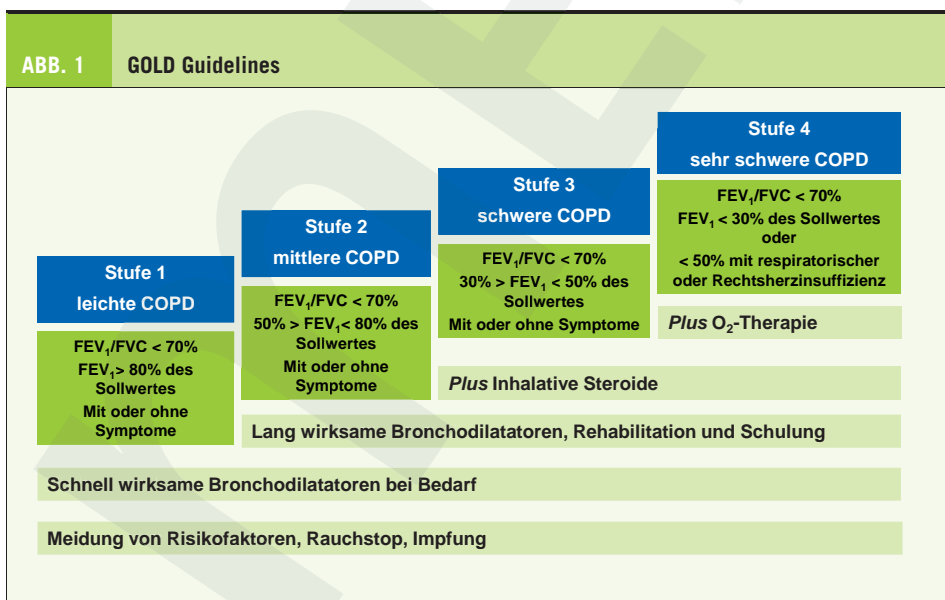 ABB. 1 GOLD Guidelines
Stufe 1
leichte COPD
FEV₁/FVC < 70%
FEV₁> 80% des
Sollwertes
Mit oder ohne
Symptome
Stufe 2
mittlere COPD
FEV₁/FVC < 70%
50% > FEV₁< 80% des
Sollwertes
Mit oder ohne
Symptome
Stufe 3
schwere COPD
FEV₁/FVC < 70%
30% > FEV₁ < 50% des
Sollwertes
Mit oder ohne Symptome
Stufe 4
sehr schwere COPD
FEV₁/FVC < 70%
FEV₁ < 30% des Sollwertes
oder
< 50% mit respiratorischer
oder Rechtsherzinsuffizienz
Plus O₂-Therapie
Plus Inhalative Steroide
Lang wirksame Bronchodilatatoren, Rehabilitation und Schulung
Schnell wirksame Bronchodilatatoren bei Bedarf
Meidung von Risikofaktoren, Rauchstop, Impfung